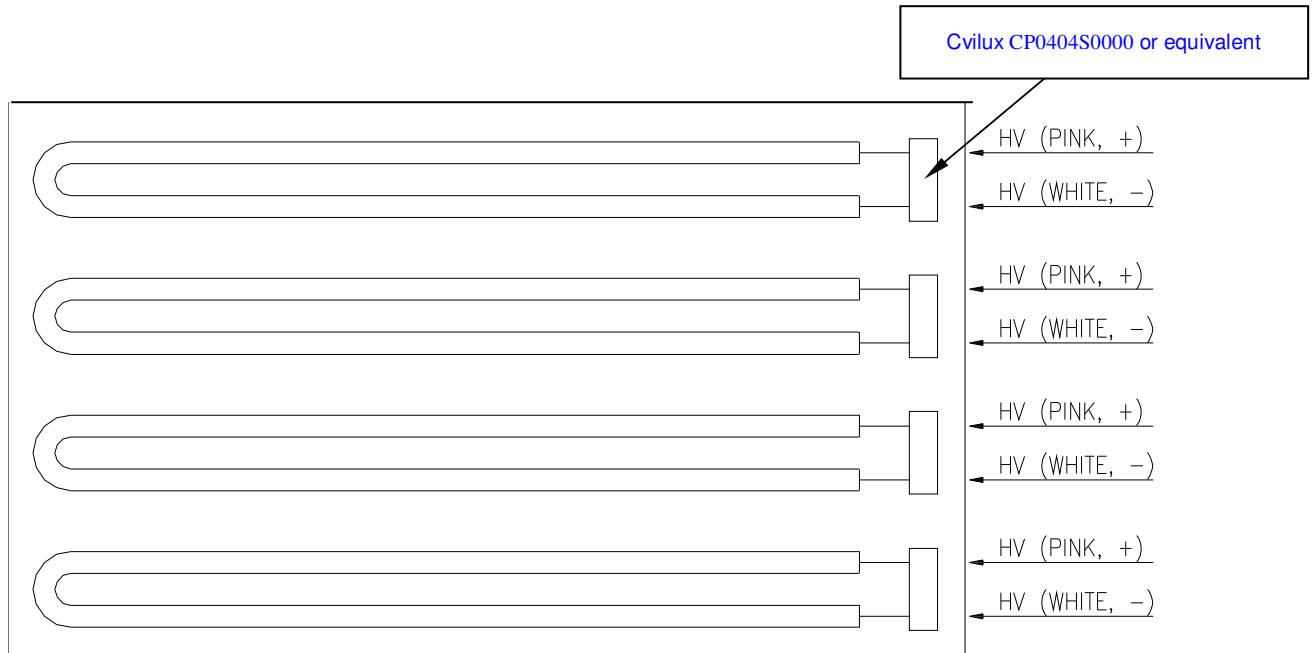 Cvilux CP0404S0000 or equivalent
HV (PINK, +)
HV (WHITE, -)
HV (PINK, +)
HV (WHITE, -)
HV (PINK, +)
HV (WHITE, -)
HV (PINK, +)
HV (WHITE, -)